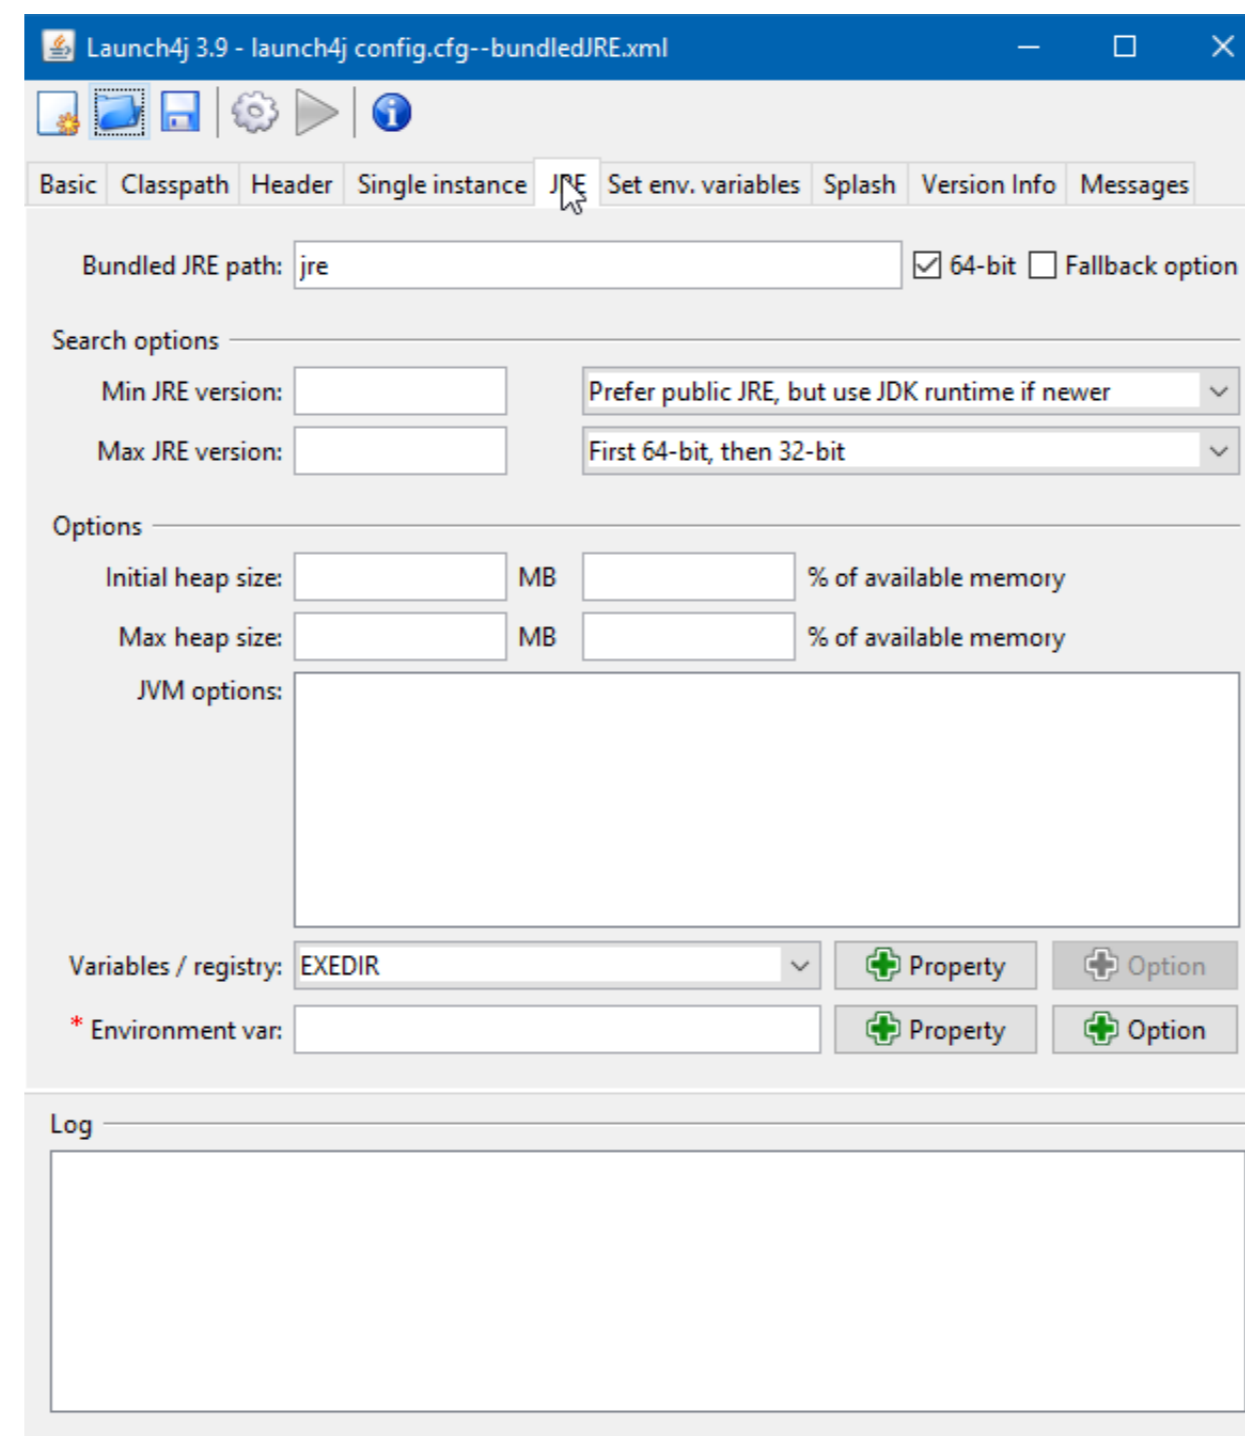 Launch4j 3.9 - launch4j config.cfg--bundledJRE.xml
Basic Classpath Header Single instance JRE Set env. variables Splash Version Info Messages
Bundled JRE path: jre 64-bit Fallback option
Search options
Min JRE version: Prefer public JRE, but use JDK runtime if newer
Max JRE version: First 64-bit, then 32-bit
Options
Initial heap size: MB % of available memory
Max heap size: MB % of available memory
JVM options:
Variables / registry: EXEDIR Property Option
* Environment var: Property Option
Log